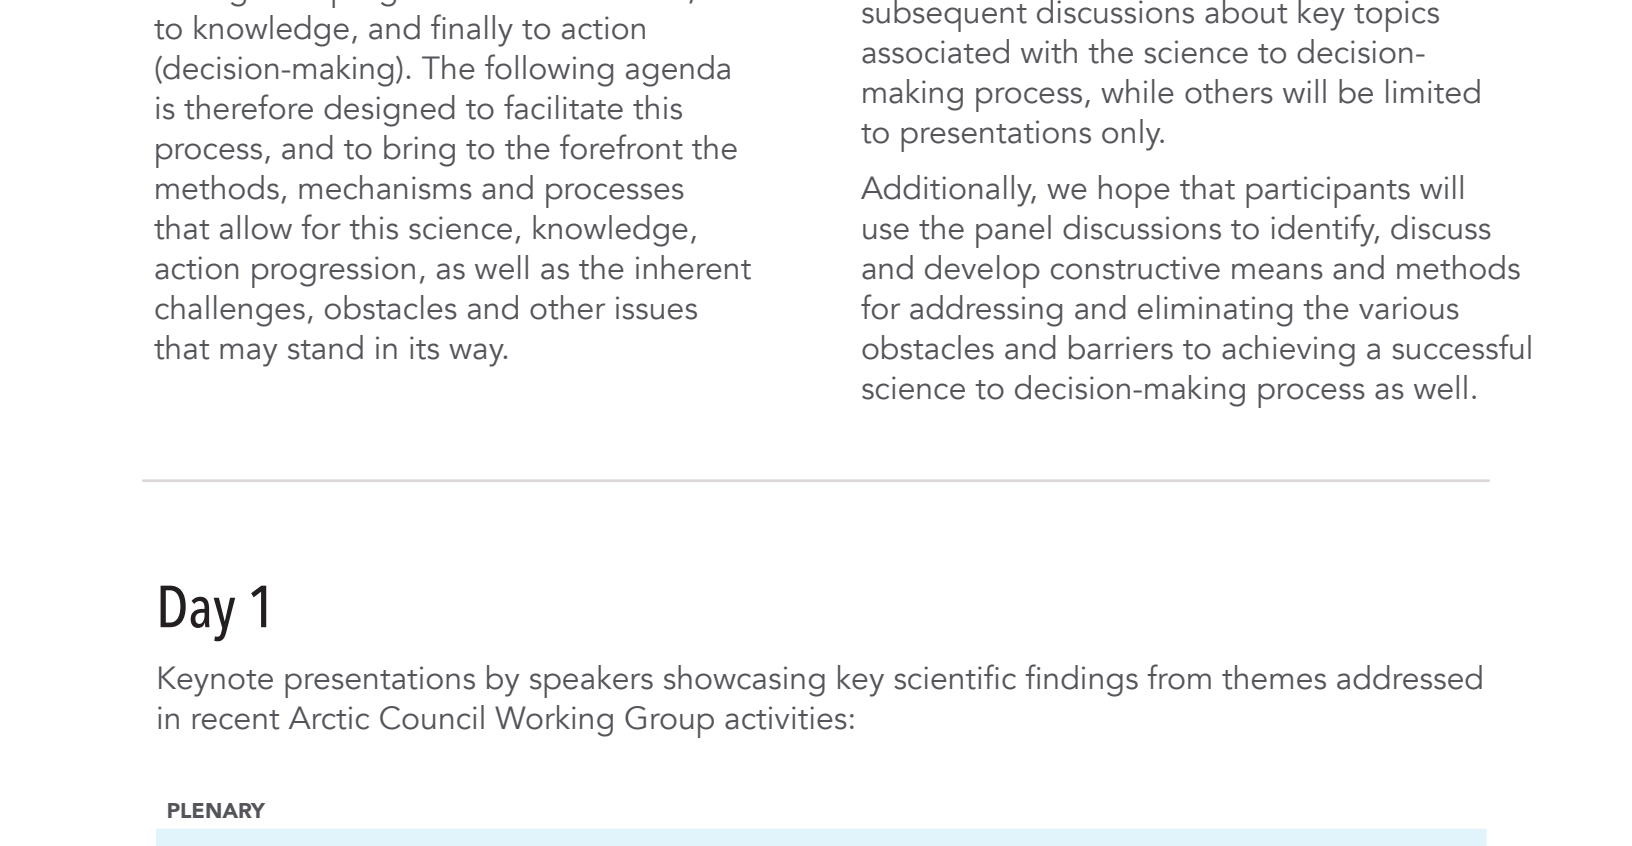 to knowledge, and finally to action
(decision-making). The following agenda
is therefore designed to facilitate this
process, and to bring to the forefront the
methods, mechanisms and processes
that allow for this science, knowledge,
action progression, as well as the inherent
challenges, obstacles and other issues
that may stand in its way.
subsequent discussions about key topics
associated with the science to decision-
making process, while others will be limited
to presentations only.
Additionally, we hope that participants will
use the panel discussions to identify, discuss
and develop constructive means and methods
for addressing and eliminating the various
obstacles and barriers to achieving a successful
science to decision-making process as well.
Day 1
Keynote presentations by speakers showcasing key scientific findings from themes addressed
in recent Arctic Council Working Group activities:
PLENARY